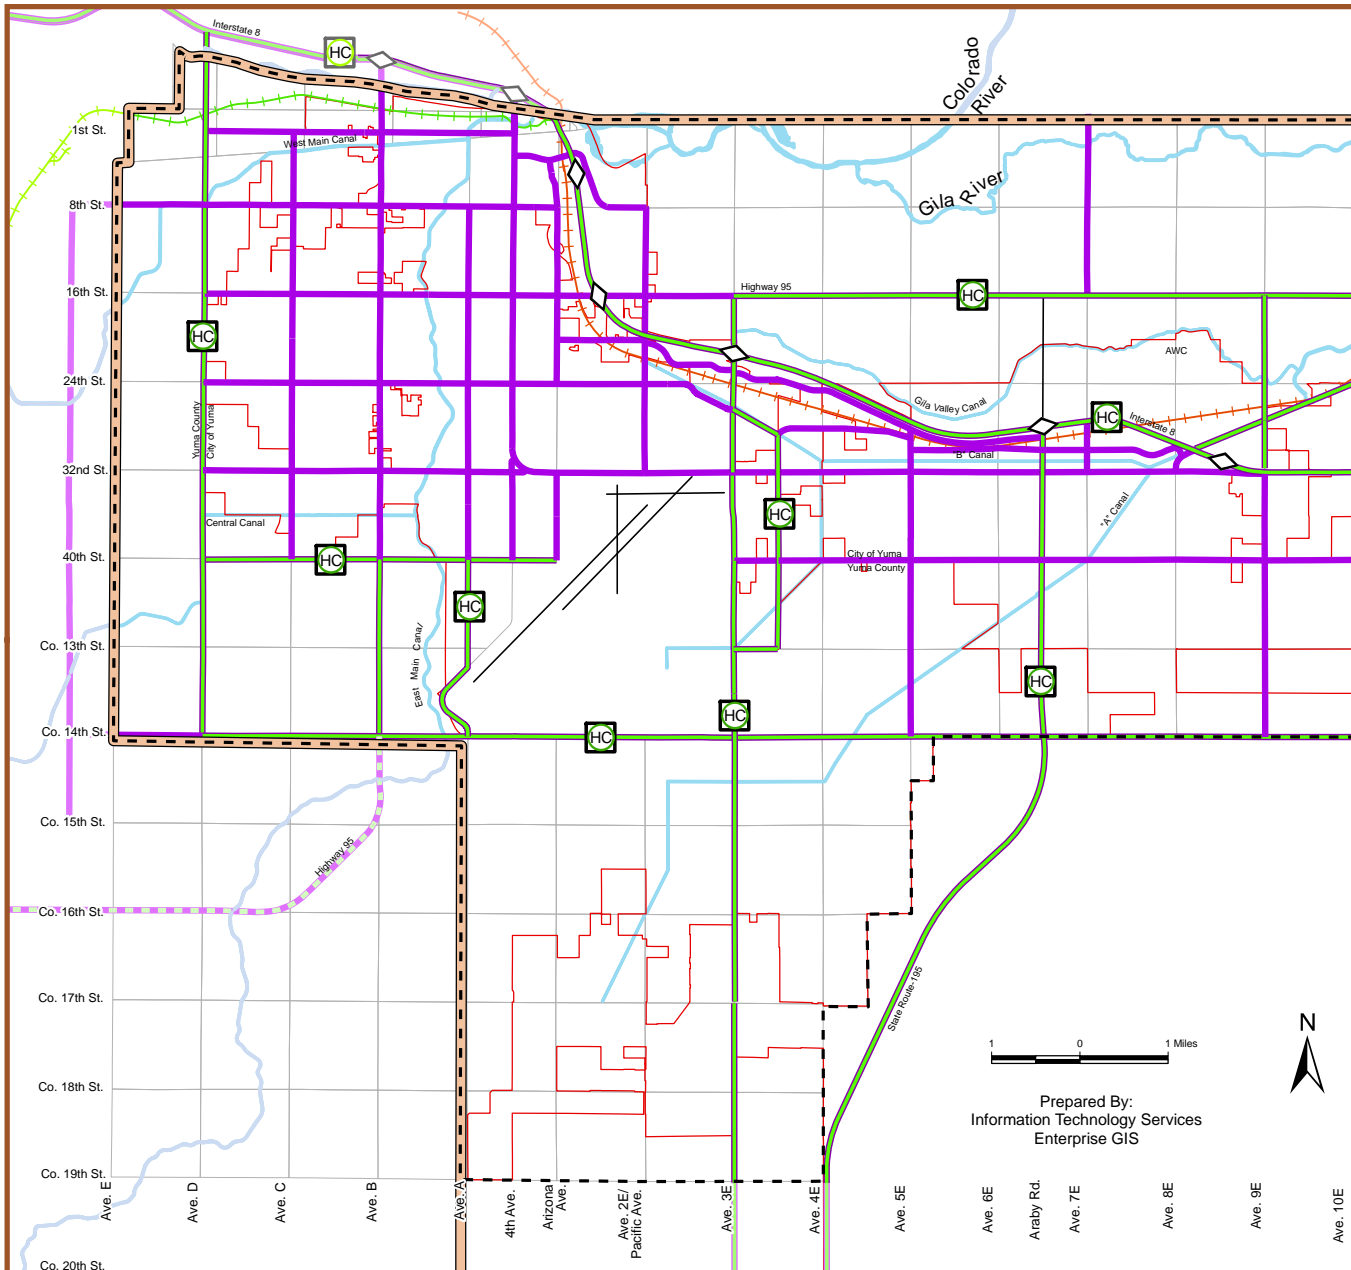 Interstate 8
HC
Colorado
River
1st St.
West Main Canal
Gila River
8th St.
16th St.
Highway 95
HC
HC
AWC
24th St.
Gila Valley Canal
HC
Interstate 8
Yuma County
City of Yuma
"B" Canal
32nd St.
HC
"A" Canal
Central Canal
40th St.
HC
City of Yuma
Yuma County
HC
East Main Canal
Co. 13th St.
HC
HC
Co. 14th St.
HC
Co. 15th St.
Highway 95
Co. 16th St.
Co. 17th St.
State Route-195
N
1 0 1 Miles
Co. 18th St.
Prepared By:
Information Technology Services
Enterprise GIS
Co. 19th St.
Ave. E
Ave. D
Ave. C
Ave. B
Ave. A
4th Ave.
Arizona
Ave.
Ave. 2E/
Pacific Ave.
Ave. 3E
Ave. 4E
Ave. 5E
Ave. 6E
Araby Rd.
Ave. 7E
Ave. 8E
Ave. 9E
Ave. 10E
Co. 20th St.